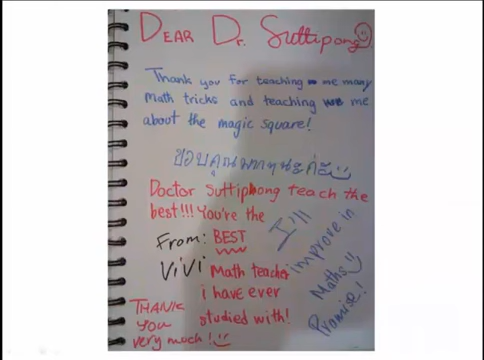 DEAR Dr. Suttipong
Thank you for teaching me many
math tricks and teaching me
about the magic square!
ขอบคุณมากๆนะค่ะ
Doctor Suttiphong teach the
best!!! You're the
BEST
Math teacher
i have ever
studied with!
From:
ViVi
I'll
improve in
Maths
Promise!
THANK
YOU
very much!